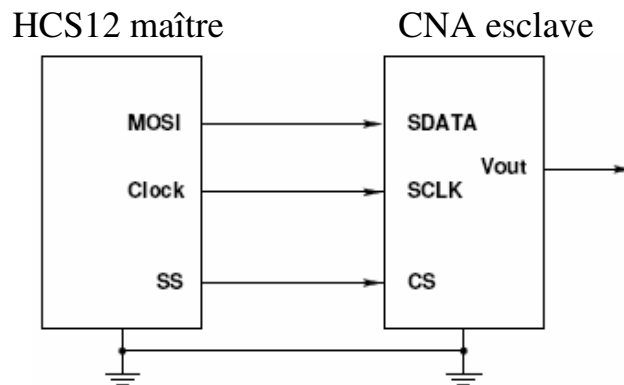 HCS12 maître
CNA esclave
MOSI
SDATA
Vout
Clock
SCLK
SS
CS